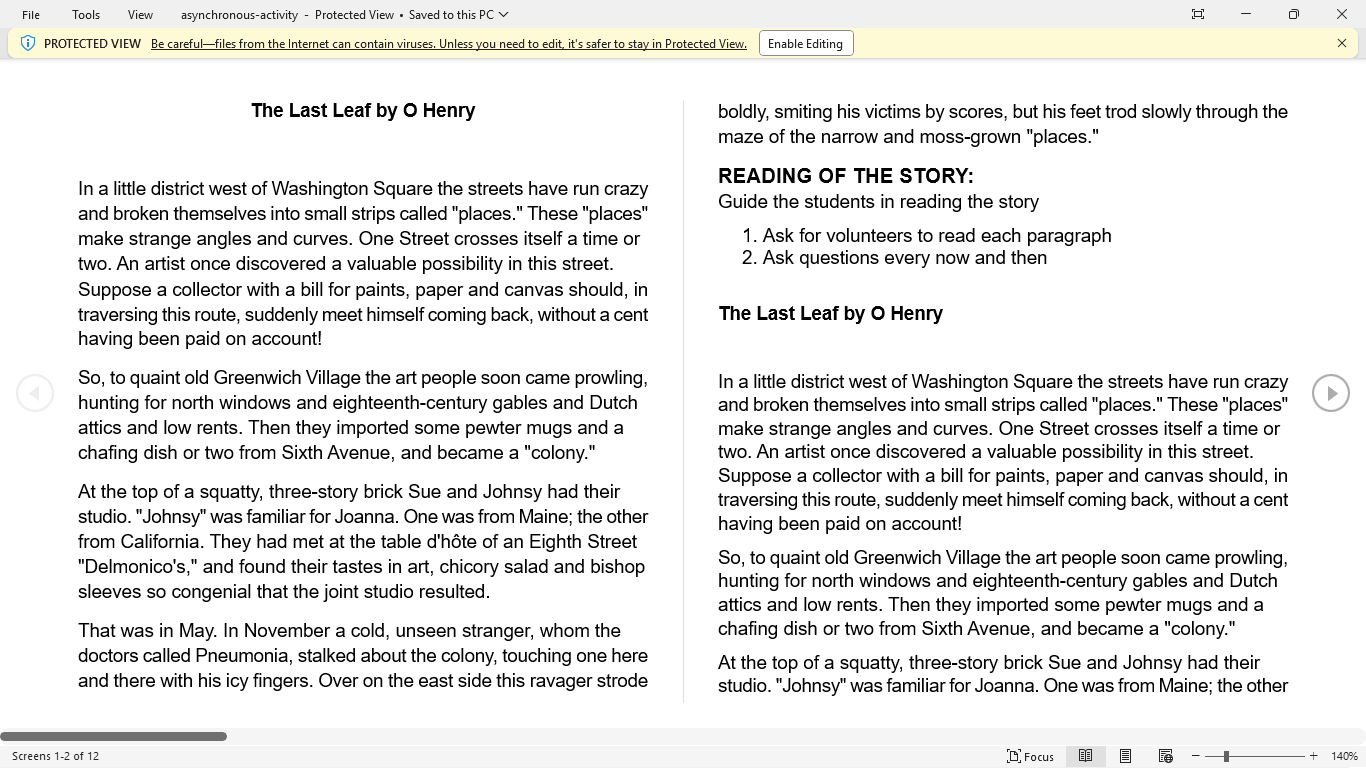 File Tools View asynchronous-activity - Protected View • Saved to this PC
PROTECTED VIEW Be careful—files from the Internet can contain viruses. Unless you need to edit, it's safer to stay in Protected View. Enable Editing
The Last Leaf by O Henry
In a little district west of Washington Square the streets have run crazy
and broken themselves into small strips called "places." These "places"
make strange angles and curves. One Street crosses itself a time or
two. An artist once discovered a valuable possibility in this street.
Suppose a collector with a bill for paints, paper and canvas should, in
traversing this route, suddenly meet himself coming back, without a cent
having been paid on account!
So, to quaint old Greenwich Village the art people soon came prowling,
hunting for north windows and eighteenth-century gables and Dutch
attics and low rents. Then they imported some pewter mugs and a
chafing dish or two from Sixth Avenue, and became a "colony."
At the top of a squatty, three-story brick Sue and Johnsy had their
studio. "Johnsy" was familiar for Joanna. One was from Maine; the other
from California. They had met at the table d'hôte of an Eighth Street
"Delmonico's," and found their tastes in art, chicory salad and bishop
sleeves so congenial that the joint studio resulted.
That was in May. In November a cold, unseen stranger, whom the
doctors called Pneumonia, stalked about the colony, touching one here
and there with his icy fingers. Over on the east side this ravager strode
boldly, smiting his victims by scores, but his feet trod slowly through the
maze of the narrow and moss-grown "places."
READING OF THE STORY:
Guide the students in reading the story
1. Ask for volunteers to read each paragraph
2. Ask questions every now and then
The Last Leaf by O Henry
In a little district west of Washington Square the streets have run crazy
and broken themselves into small strips called "places." These "places"
make strange angles and curves. One Street crosses itself a time or
two. An artist once discovered a valuable possibility in this street.
Suppose a collector with a bill for paints, paper and canvas should, in
traversing this route, suddenly meet himself coming back, without a cent
having been paid on account!
So, to quaint old Greenwich Village the art people soon came prowling,
hunting for north windows and eighteenth-century gables and Dutch
attics and low rents. Then they imported some pewter mugs and a
chafing dish or two from Sixth Avenue, and became a "colony."
At the top of a squatty, three-story brick Sue and Johnsy had their
studio. "Johnsy" was familiar for Joanna. One was from Maine; the other
Screens 1-2 of 12 Focus 140%